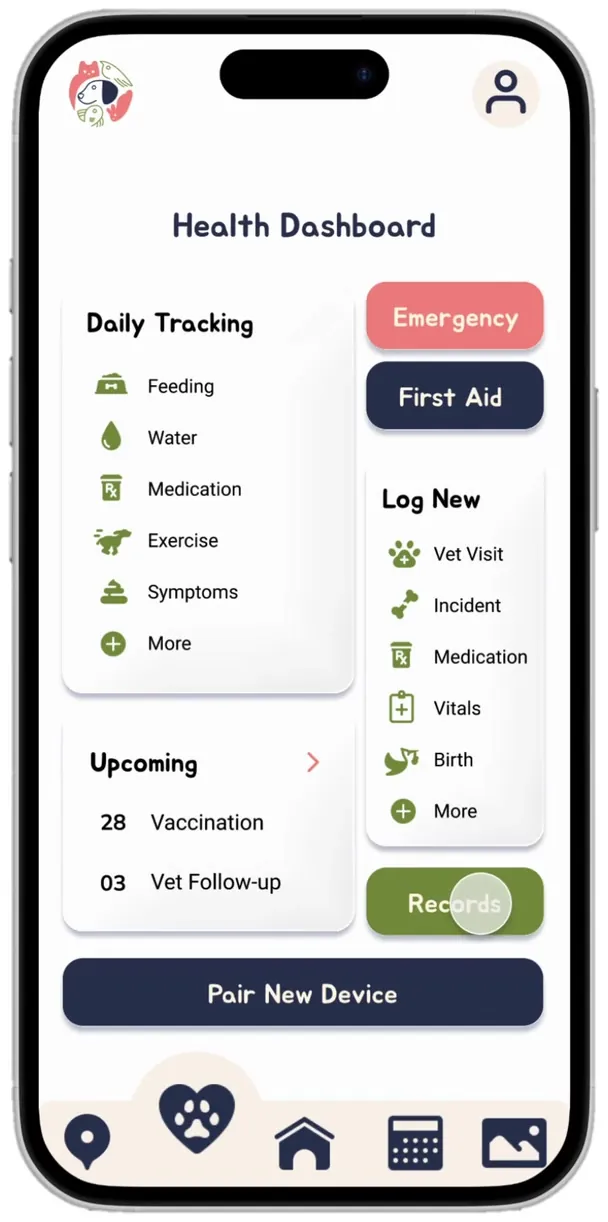 Health Dashboard
Daily Tracking
Feeding
Water
Medication
Exercise
Symptoms
More
Upcoming
28 Vaccination
03 Vet Follow-up
Emergency
First Aid
Log New
Vet Visit
Incident
Rx Medication
Vitals
Birth
More
Records
Pair New Device